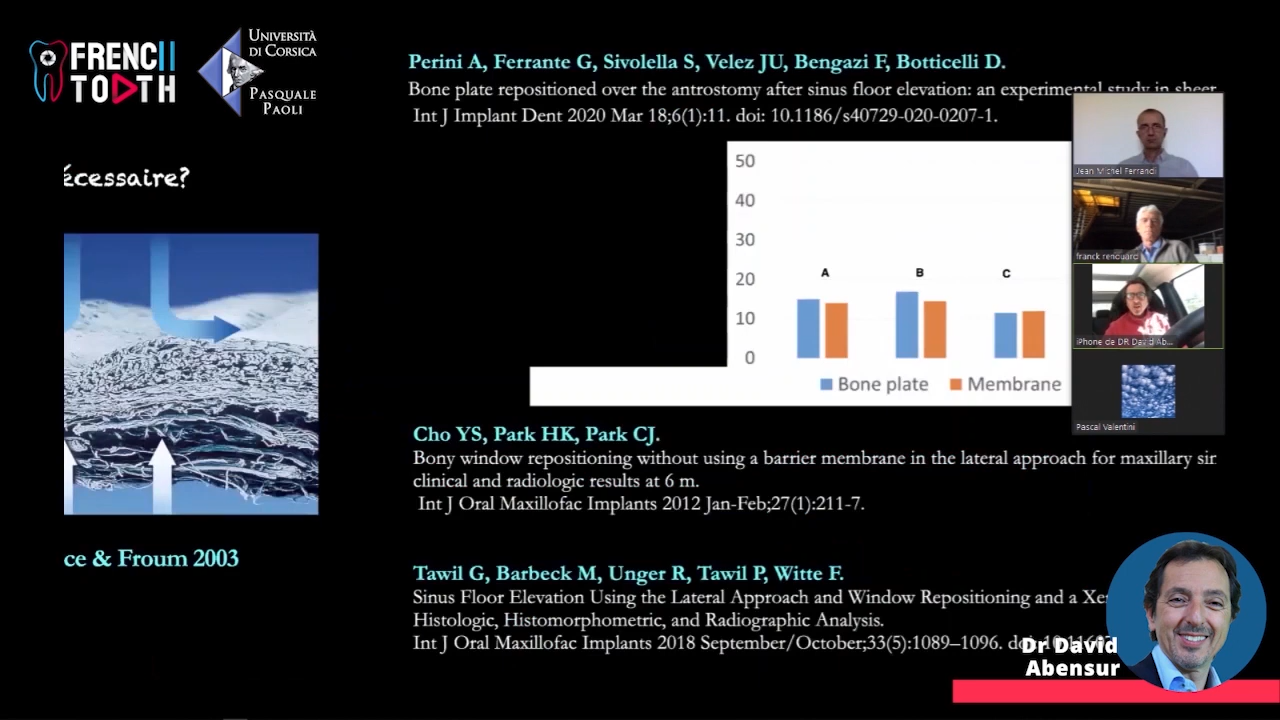 FRENCH
TOOTH
UNIVERSITÀ
DI CORSICA
PASQUALE
PAOLI
écessaire?
ce & Froum 2003
Perini A, Ferrante G, Sivolella S, Velez JU, Bengazi F, Botticelli D.
Bone plate repositioned over the antrostomy after sinus floor elevation: an experimental study in sheep
Int J Implant Dent 2020 Mar 18;6(1):11. doi: 10.1186/s40729-020-0207-1.
50
40
30
20
10
0
A
B
C
Bone plate
Membrane
Jean Michel Ferrandi
franck renouard
iPhone de DR David Ab...
Pascal Valentini
Cho YS, Park HK, Park CJ.
Bony window repositioning without using a barrier membrane in the lateral approach for maxillary sin
clinical and radiologic results at 6 m.
Int J Oral Maxillofac Implants 2012 Jan-Feb;27(1):211-7.
Tawil G, Barbeck M, Unger R, Tawil P, Witte F.
Sinus Floor Elevation Using the Lateral Approach and Window Repositioning and a Xe
Histologic, Histomorphometric, and Radiographic Analysis.
Int J Oral Maxillofac Implants 2018 September/October;33(5):1089–1096.
Dr David
Abensur